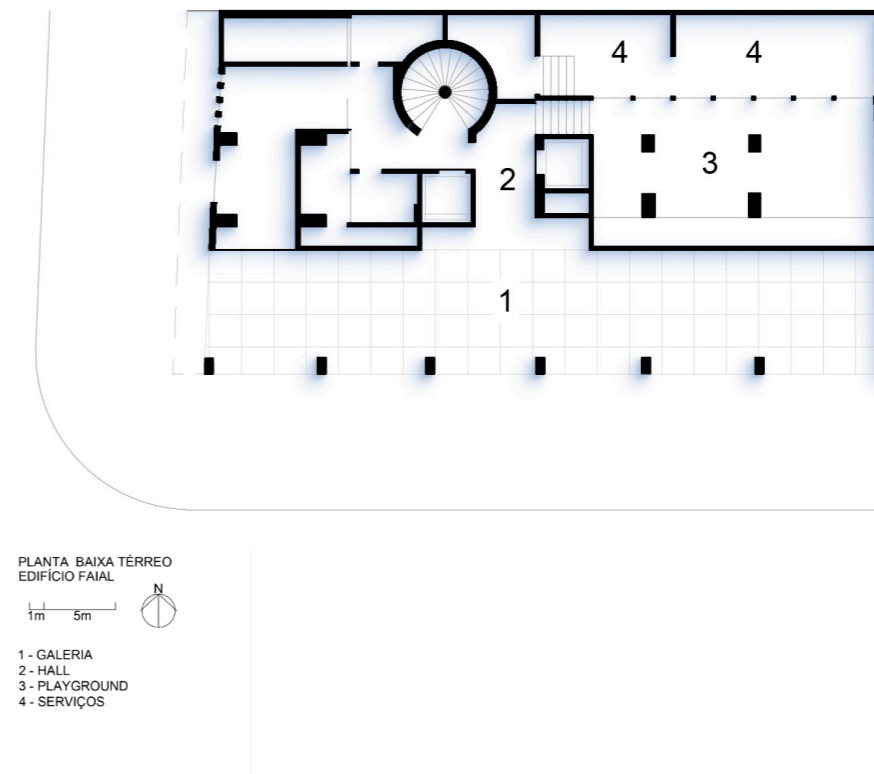 4 4
3
2
1
PLANTA BAIXA TÉRREO
EDIFÍCIO FAIAL
N
1m 5m
1 - GALERIA
2 - HALL
3 - PLAYGROUND
4 - SERVIÇOS